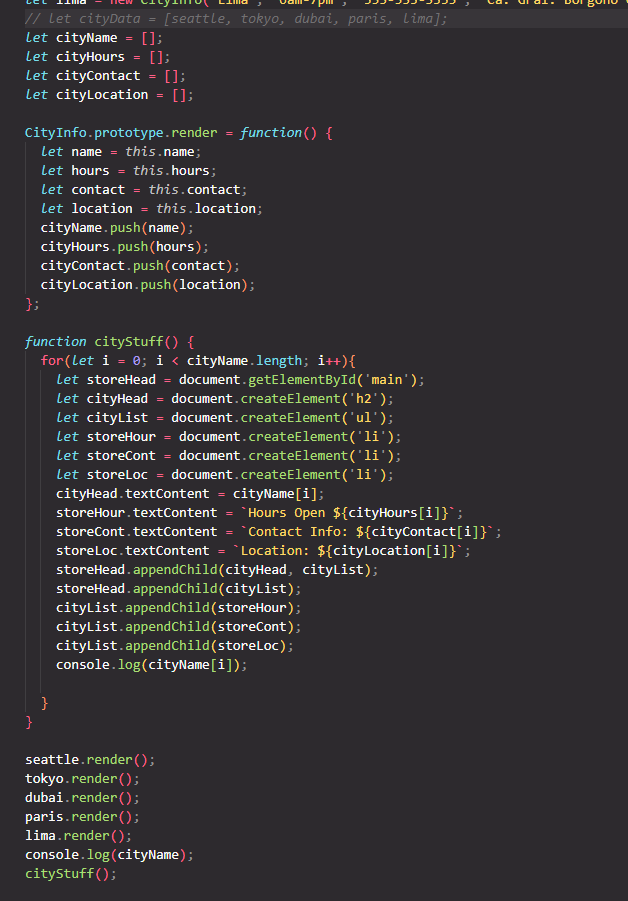 let lima = new CityInfo('Lima', '6am-7pm', '555-555-5555', 'Ca. Gral. Borgoño
// let cityData = [seattle, tokyo, dubai, paris, lima];
let cityName = [];
let cityHours = [];
let cityContact = [];
let cityLocation = [];
CityInfo.prototype.render = function() {
let name = this.name;
let hours = this.hours;
let contact = this.contact;
let location = this.location;
cityName.push(name);
cityHours.push(hours);
cityContact.push(contact);
cityLocation.push(location);
};
function cityStuff() {
for(let i = 0; i < cityName.length; i++){
let storeHead = document.getElementById('main');
let cityHead = document.createElement('h2');
let cityList = document.createElement('ul');
let storeHour = document.createElement('li');
let storeCont = document.createElement('li');
let storeLoc = document.createElement('li');
cityHead.textContent = cityName[i];
storeHour.textContent = `Hours Open ${cityHours[i]}`;
storeCont.textContent = `Contact Info: ${cityContact[i]}`;
storeLoc.textContent = `Location: ${cityLocation[i]}`;
storeHead.appendChild(cityHead, cityList);
storeHead.appendChild(cityList);
cityList.appendChild(storeHour);
cityList.appendChild(storeCont);
cityList.appendChild(storeLoc);
console.log(cityName[i]);
}
}
seattle.render();
tokyo.render();
dubai.render();
paris.render();
lima.render();
console.log(cityName);
cityStuff();